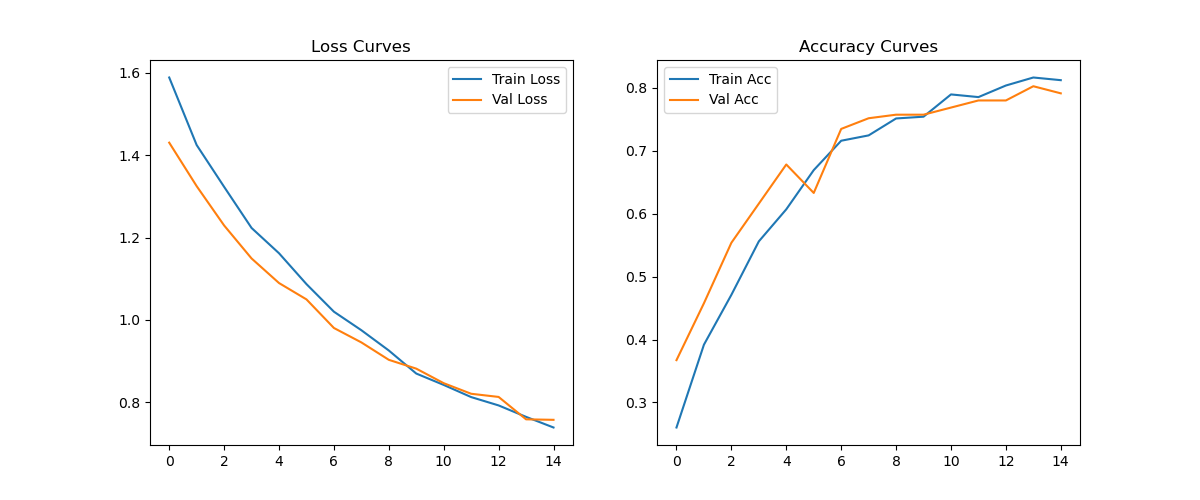 Loss Curves
1.6
1.4
1.2
1.0
0.8
Train Loss
Val Loss
0 2 4 6 8 10 12 14
Accuracy Curves
0.8
0.7
0.6
0.5
0.4
0.3
Train Acc
Val Acc
0 2 4 6 8 10 12 14